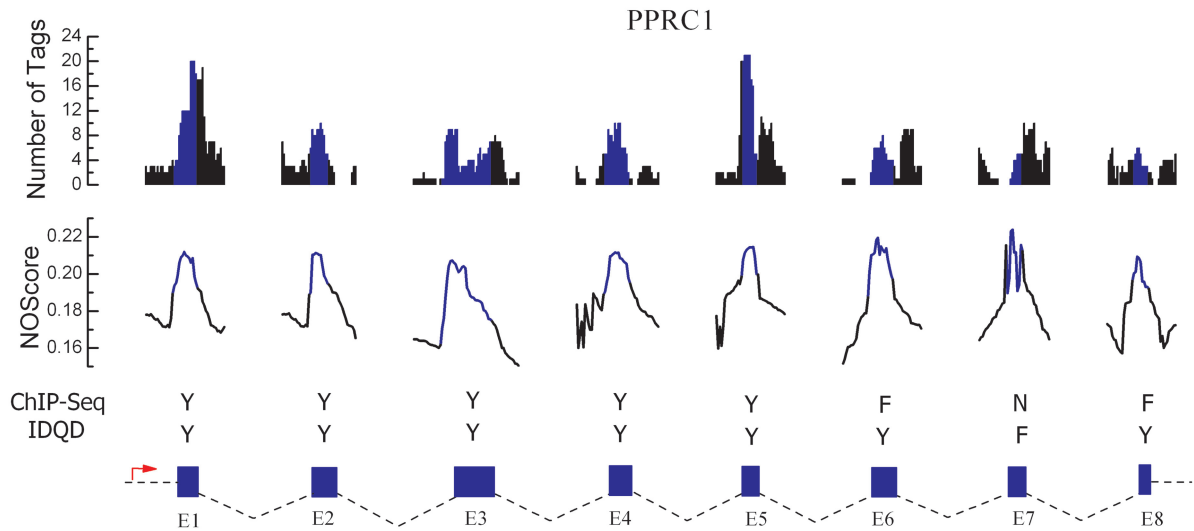 PPRC1
Number of Tags
24
20
16
12
8
4
0
NOScore
0.22
0.20
0.18
0.16
ChIP-Seq Y Y Y Y Y F N F
IDQD Y Y Y Y Y Y F Y
E1 E2 E3 E4 E5 E6 E7 E8